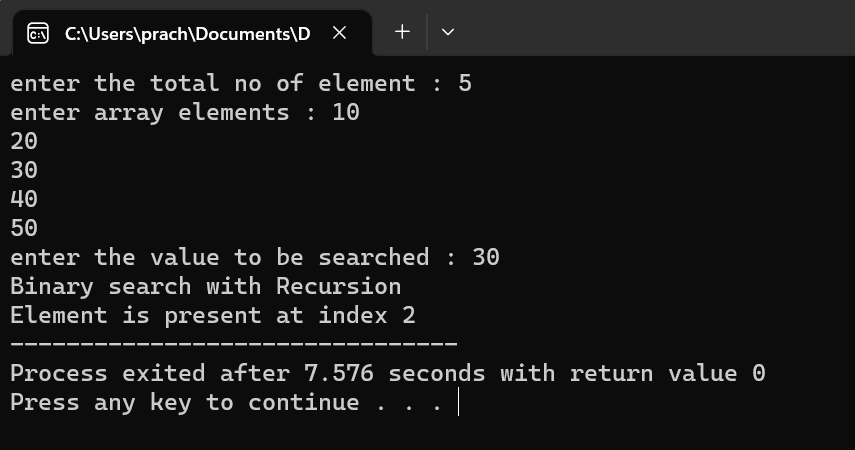 C:\Users\prach\Documents\D
enter the total no of element : 5
enter array elements : 10
20
30
40
50
enter the value to be searched : 30
Binary search with Recursion
Element is present at index 2
--------------------------------
Process exited after 7.576 seconds with return value 0
Press any key to continue . . .